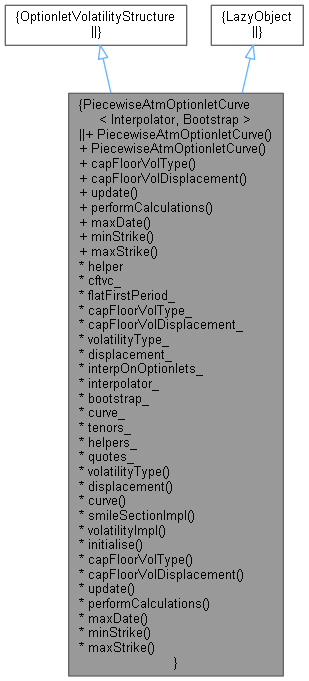 {OptionletVolatilityStructure
||}
{LazyObject
||}
{PiecewiseAtmOptionletCurve
< Interpolator, Bootstrap >
||+ PiecewiseAtmOptionletCurve()
+ PiecewiseAtmOptionletCurve()
+ capFloorVolType()
+ capFloorVolDisplacement()
+ update()
+ performCalculations()
+ maxDate()
+ minStrike()
+ maxStrike()
* helper
* cftvc_
* flatFirstPeriod_
* capFloorVolType_
* capFloorVolDisplacement_
* volatilityType_
* displacement_
* interpOnOptionlets_
* interpolator_
* bootstrap_
* curve_
* tenors_
* helpers_
* quotes_
* volatilityType()
* displacement()
* curve()
* smileSectionImpl()
* volatilityImpl()
* initialise()
* capFloorVolType()
* capFloorVolDisplacement()
* update()
* performCalculations()
* maxDate()
* minStrike()
* maxStrike()
}